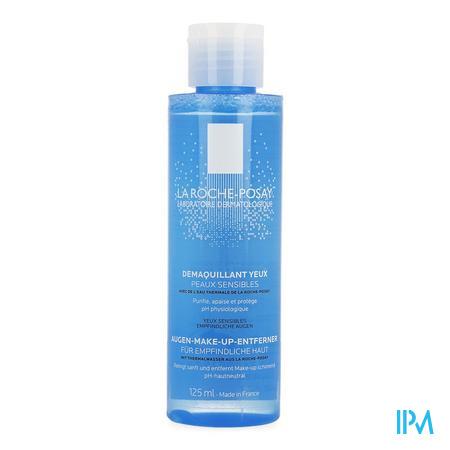 LA ROCHE-POSAY
LABORATOIRE DERMATOLOGIQUE
DEMAQUILLANT YEUX
PEAUX SENSIBLES
AVEC DE L'EAU THERMALE DE LA ROCHE-POSAY
Purifie, apaise et protège
pH physiologique
YEUX SENSIBLES
EMPFINDLICHE AUGEN
AUGEN-MAKE-UP-ENTFERNER
FÜR EMPFINDLICHE HAUT
MIT THERMALWASSER AUS LA ROCHE-POSAY
Reinigt sanft und entfernt Make-up schonend
pH-hautneutral
125 ml - Made in France
IPM